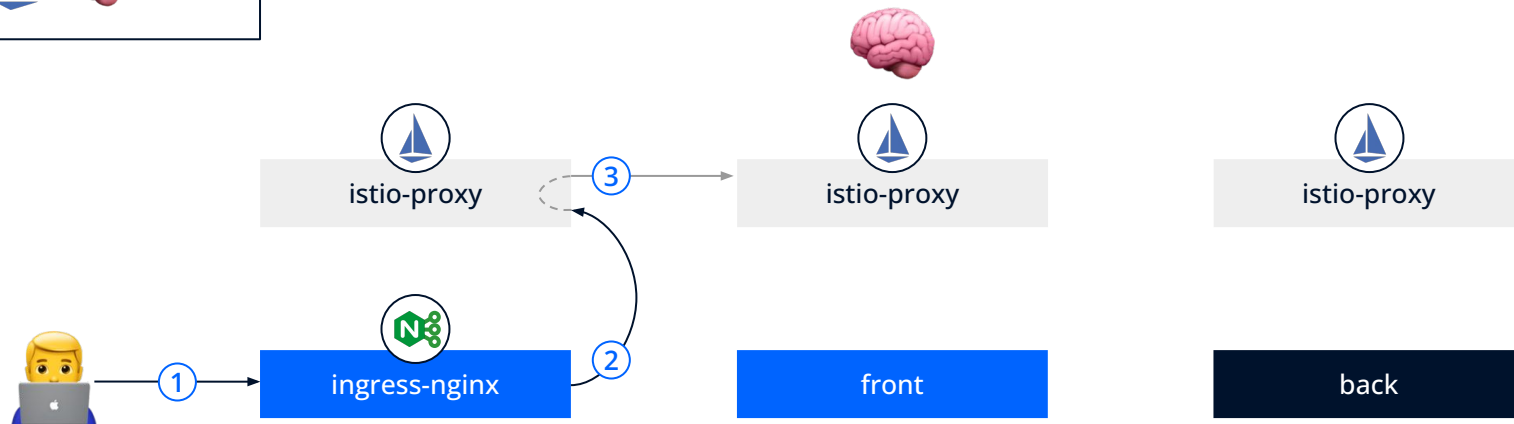 istio-proxy
3
istio-proxy
istio-proxy
N
1
ingress-nginx
2
front
back